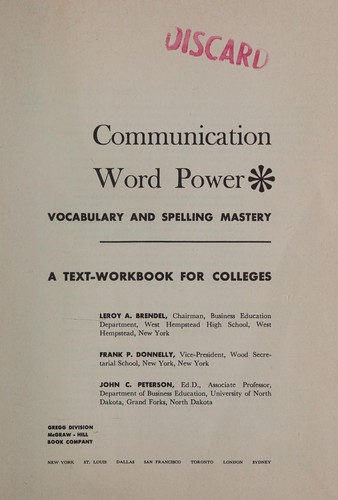 DISCARD
Communication
Word Power*
VOCABULARY AND SPELLING MASTERY
A TEXT-WORKBOOK FOR COLLEGES
LEROY A. BRENDEL, Chairman, Business Education
Department, West Hempstead High School, West
Hempstead, New York
FRANK P. DONNELLY, Vice-President, Wood Secre-
tarial School, New York, New York
JOHN C. PETERSON, Ed.D., Associate Professor,
Department of Business Education, University of North
Dakota, Grand Forks, North Dakota
GREGG DIVISION
McGRAW - HILL
BOOK COMPANY
NEW YORK ST. LOUIS DALLAS SAN FRANCISCO TORONTO LONDON SYDNEY